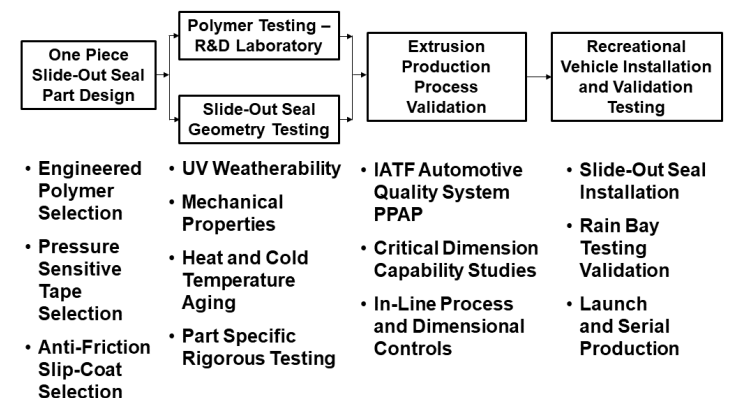 One Piece
Slide-Out Seal
Part Design
Polymer Testing –
R&D Laboratory
Slide-Out Seal
Geometry Testing
Extrusion
Production
Process
Validation
Recreational
Vehicle Installation
and Validation
Testing
• Engineered
Polymer
Selection
• Pressure
Sensitive
Tape
Selection
• Anti-Friction
Slip-Coat
Selection
• UV Weatherability
• Mechanical
Properties
• Heat and Cold
Temperature
Aging
• Part Specific
Rigorous Testing
• IATF Automotive
Quality System
PPAP
• Critical Dimension
Capability Studies
• In-Line Process
and Dimensional
Controls
• Slide-Out Seal
Installation
• Rain Bay
Testing
Validation
• Launch
and Serial
Production